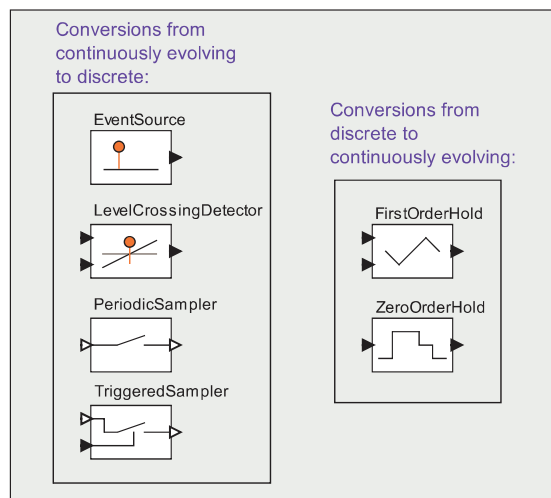 Conversions from
continuously evolving
to discrete:
EventSource
LevelCrossingDetector
PeriodicSampler
TriggeredSampler
Conversions from
discrete to
continuously evolving:
FirstOrderHold
ZeroOrderHold